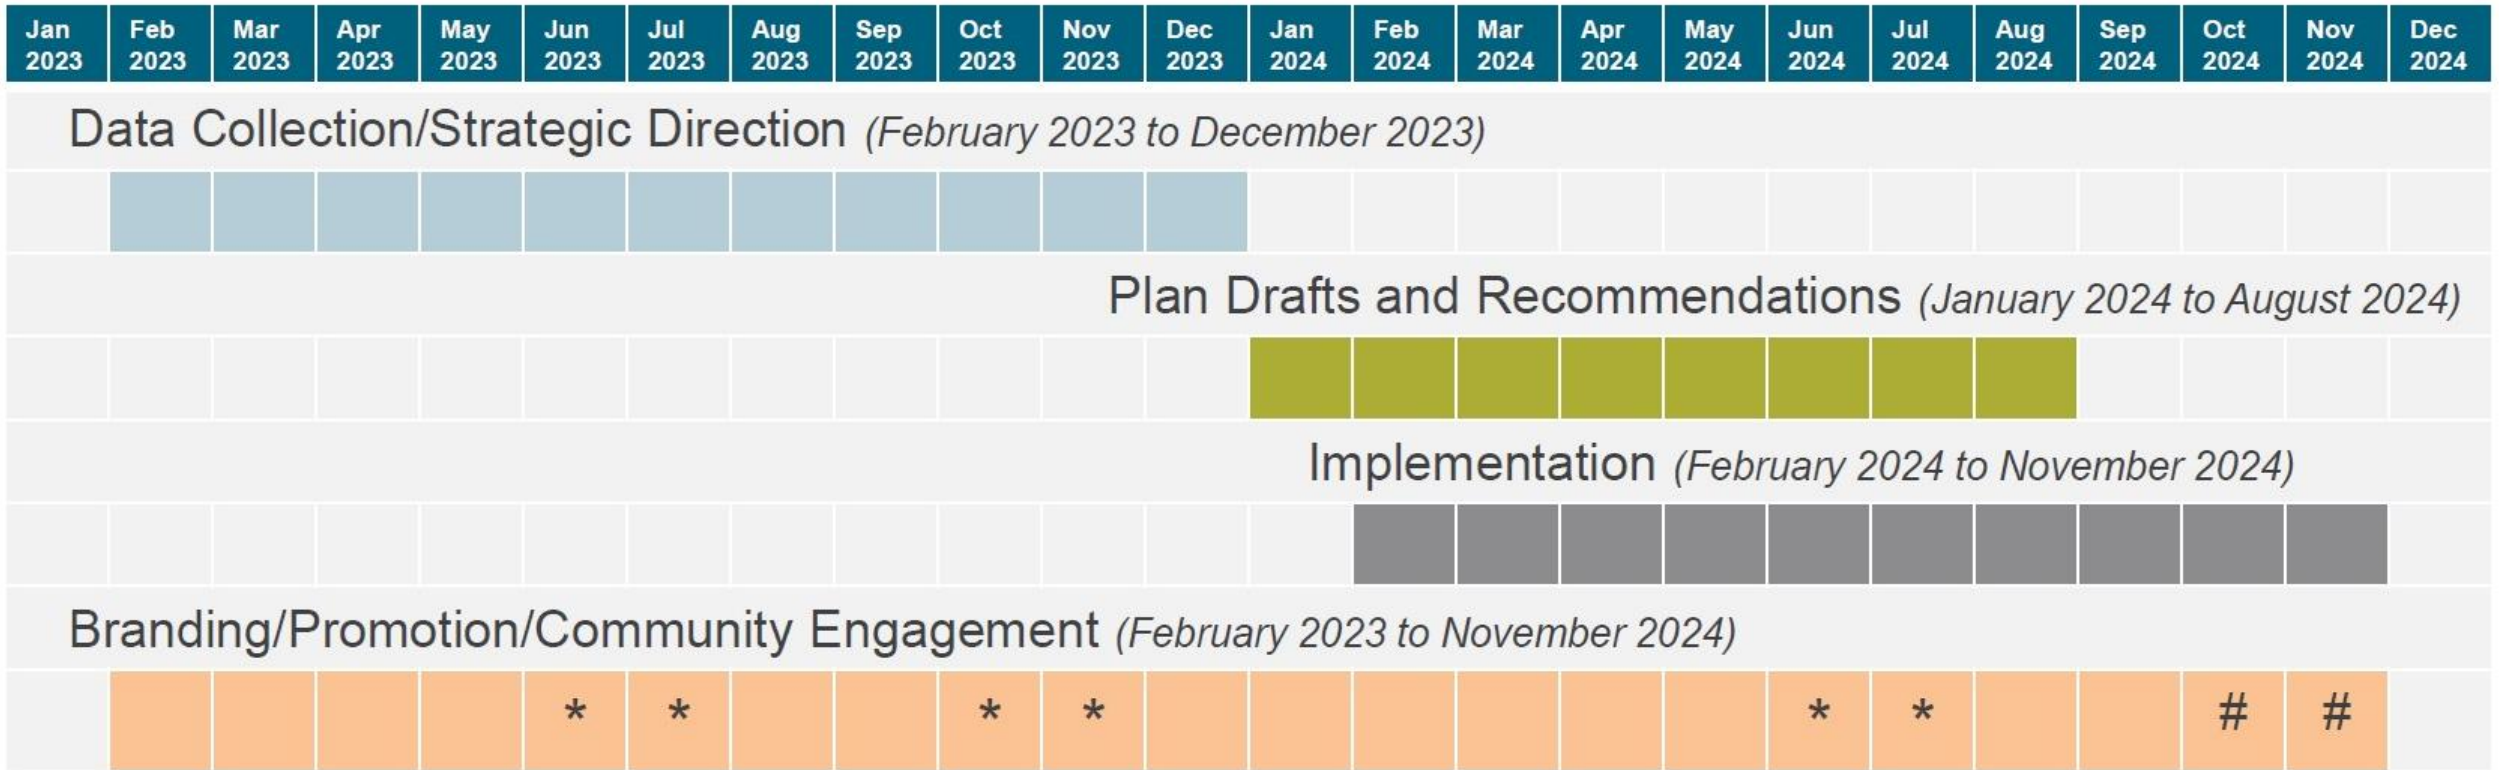 Jan Feb Mar Apr May Jun Jul Aug Sep Oct Nov Dec Jan Feb Mar Apr May Jun Jul Aug Sep Oct Nov Dec
2023 2023 2023 2023 2023 2023 2023 2023 2023 2023 2023 2023 2024 2024 2024 2024 2024 2024 2024 2024 2024 2024 2024 2024
Data Collection/Strategic Direction (February 2023 to December 2023)
Plan Drafts and Recommendations (January 2024 to August 2024)
Implementation (February 2024 to November 2024)
Branding/Promotion/Community Engagement (February 2023 to November 2024)
* * * * * * # #